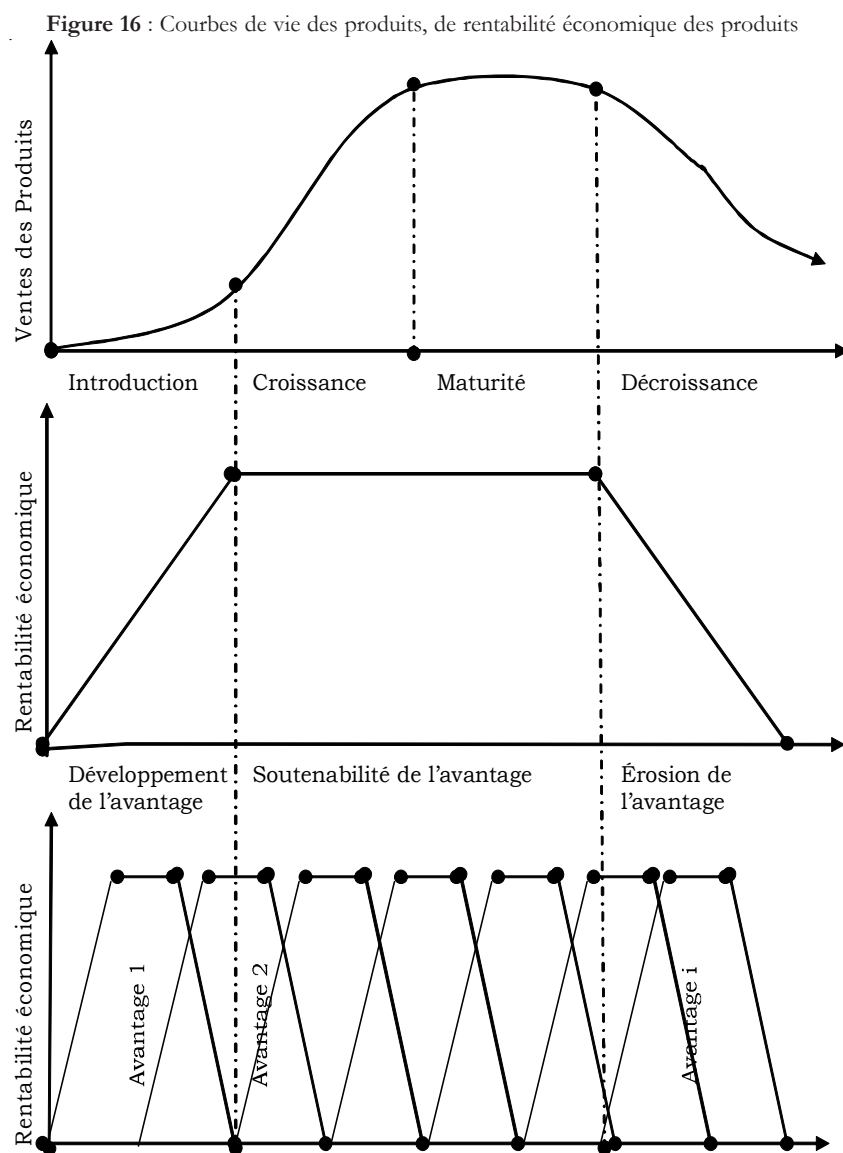 Figure 16 : Courbes de vie des produits, de rentabilité économique des produits
Ventes des Produits
Introduction
Croissance
Maturité
Décroissance
Rentabilité économique
Développement
de l'avantage
Soutenabilité de l'avantage
Érosion de
l'avantage
Rentabilité économique
Avantage 1
Avantage 2
Avantage i